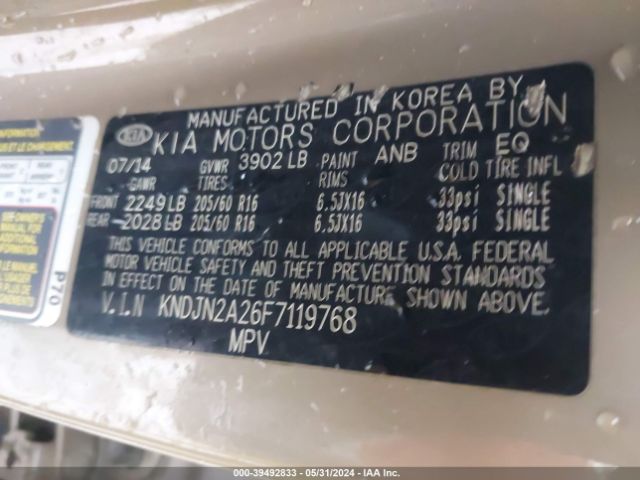 MANUFACTURED IN KOREA BY
KIA KIA MOTORS CORPORATION
07/14 GVWR 3902 LB PAINT ANB TRIM EQ
GAWR TIRES RIMS COLD TIRE INFL
FRONT 2249 LB 205/60 R16 6.5JX16 33psi SINGLE
REAR 2028 LB 205/60 R16 6.5JX16 33psi SINGLE
THIS VEHICLE CONFORMS TO ALL APPLICABLE U.S.A. FEDERAL
MOTOR VEHICLE SAFETY AND THEFT PREVENTION STANDARDS
IN EFFECT ON THE DATE OF MANUFACTURE SHOWN ABOVE.
V.I.N KNDJN2A26F7119768
MPV
INFORMATION
P70
000-39492833 - 05/31/2024 - IAA Inc.